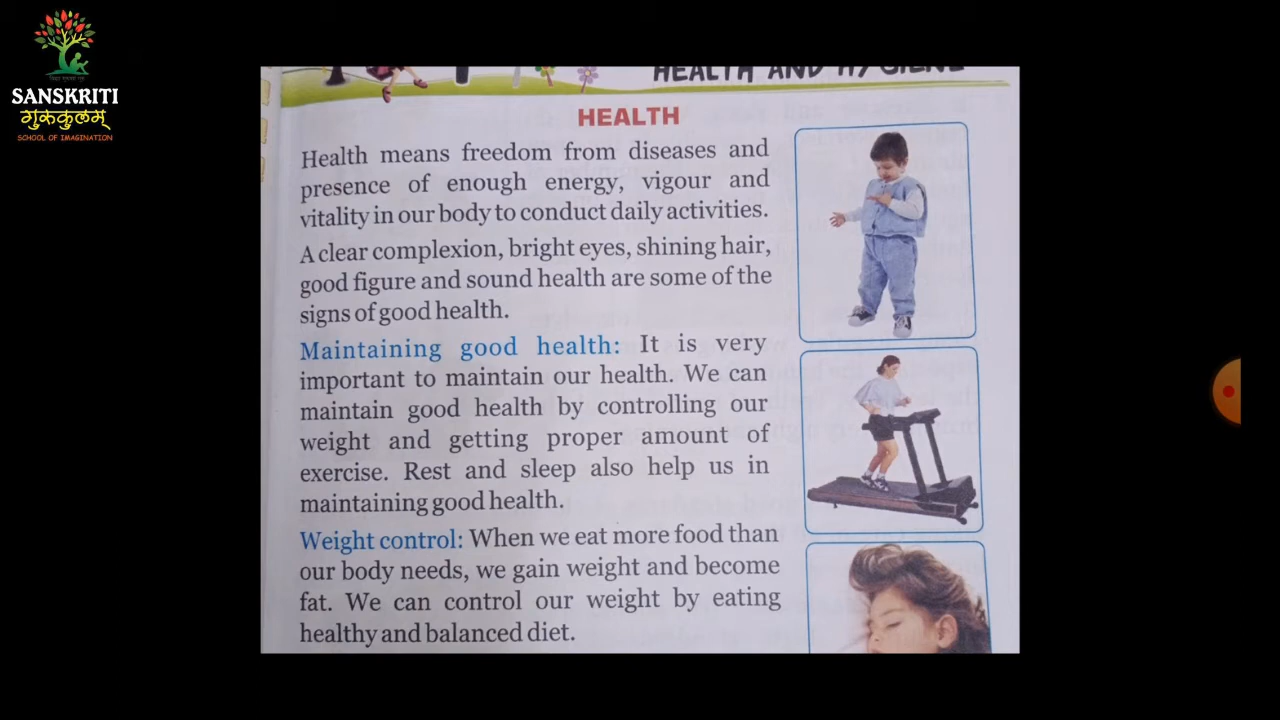 SANSKRITI
गुरुकुलम्
SCHOOL OF IMAGINATION
HEALTH AND HYGIENE
HEALTH
Health means freedom from diseases and
presence of enough energy, vigour and
vitality in our body to conduct daily activities.
A clear complexion, bright eyes, shining hair,
good figure and sound health are some of the
signs of good health.
Maintaining good health: It is very
important to maintain our health. We can
maintain good health by controlling our
weight and getting proper amount of
exercise. Rest and sleep also help us in
maintaining good health.
Weight control: When we eat more food than
our body needs, we gain weight and become
fat. We can control our weight by eating
healthy and balanced diet.